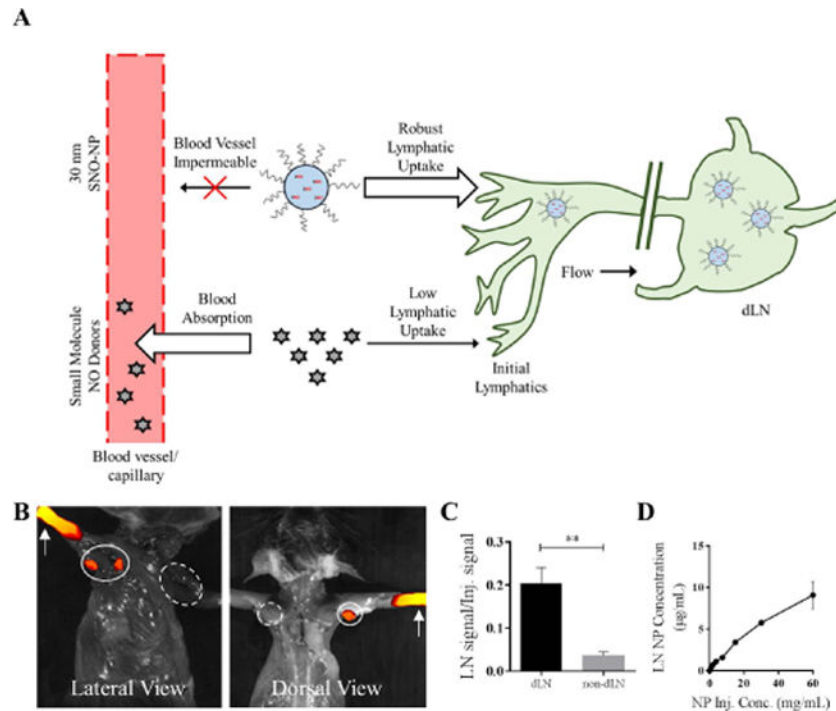 A
30 nm
SNO-NP
Blood Vessel
Impermeable
Robust
Lymphatic
Uptake
Flow
dLN
Small Molecule
NO Donors
Blood
Absorption
Low
Lymphatic
Uptake
Initial
Lymphatics
Blood vessel/
capillary
B
Lateral View
Dorsal View
C
LN signal/Inj. signal
0.3
0.2
0.1
0.0
**
dLN
non-dLN
D
LN NP Concentration
(µg/mL)
15
10
5
0
0
20
40
60
NP Inj. Conc. (mg/mL)